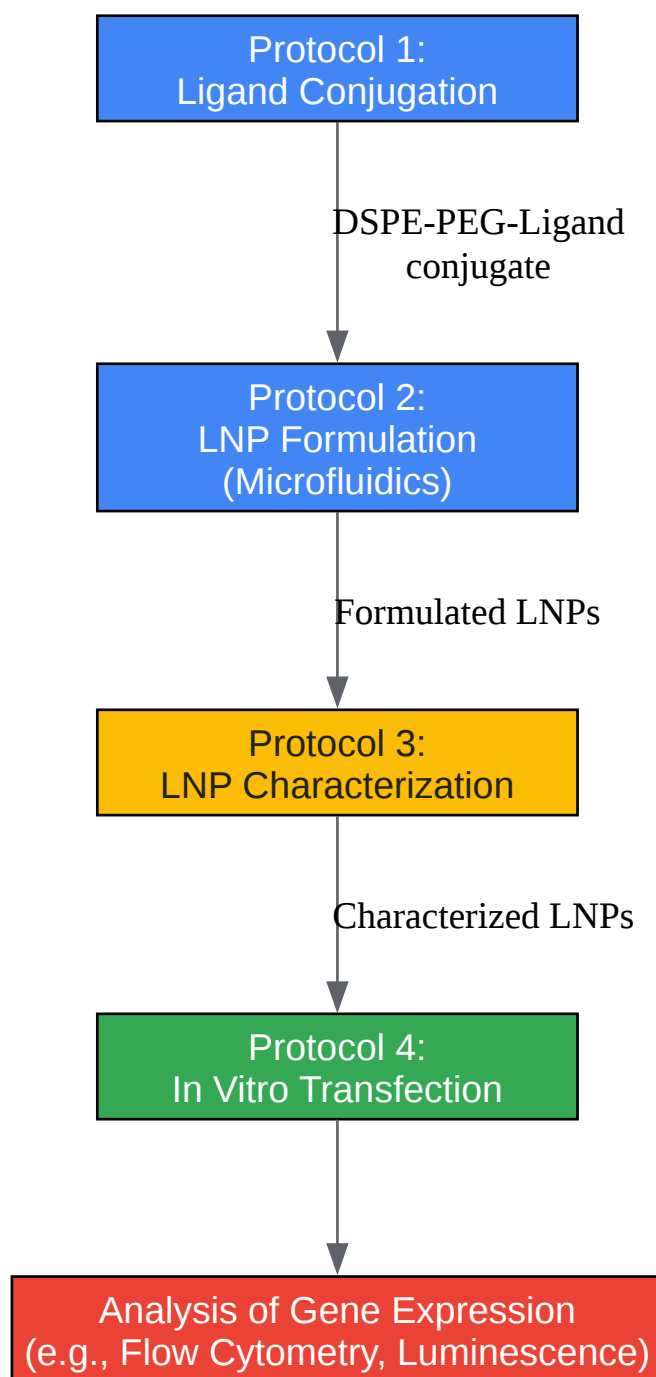 Protocol 1:
Ligand Conjugation
DSPE-PEG-Ligand
conjugate
Protocol 2:
LNP Formulation
(Microfluidics)
Formulated LNPs
Protocol 3:
LNP Characterization
Characterized LNPs
Protocol 4:
In Vitro Transfection
Analysis of Gene Expression
(e.g., Flow Cytometry, Luminescence)